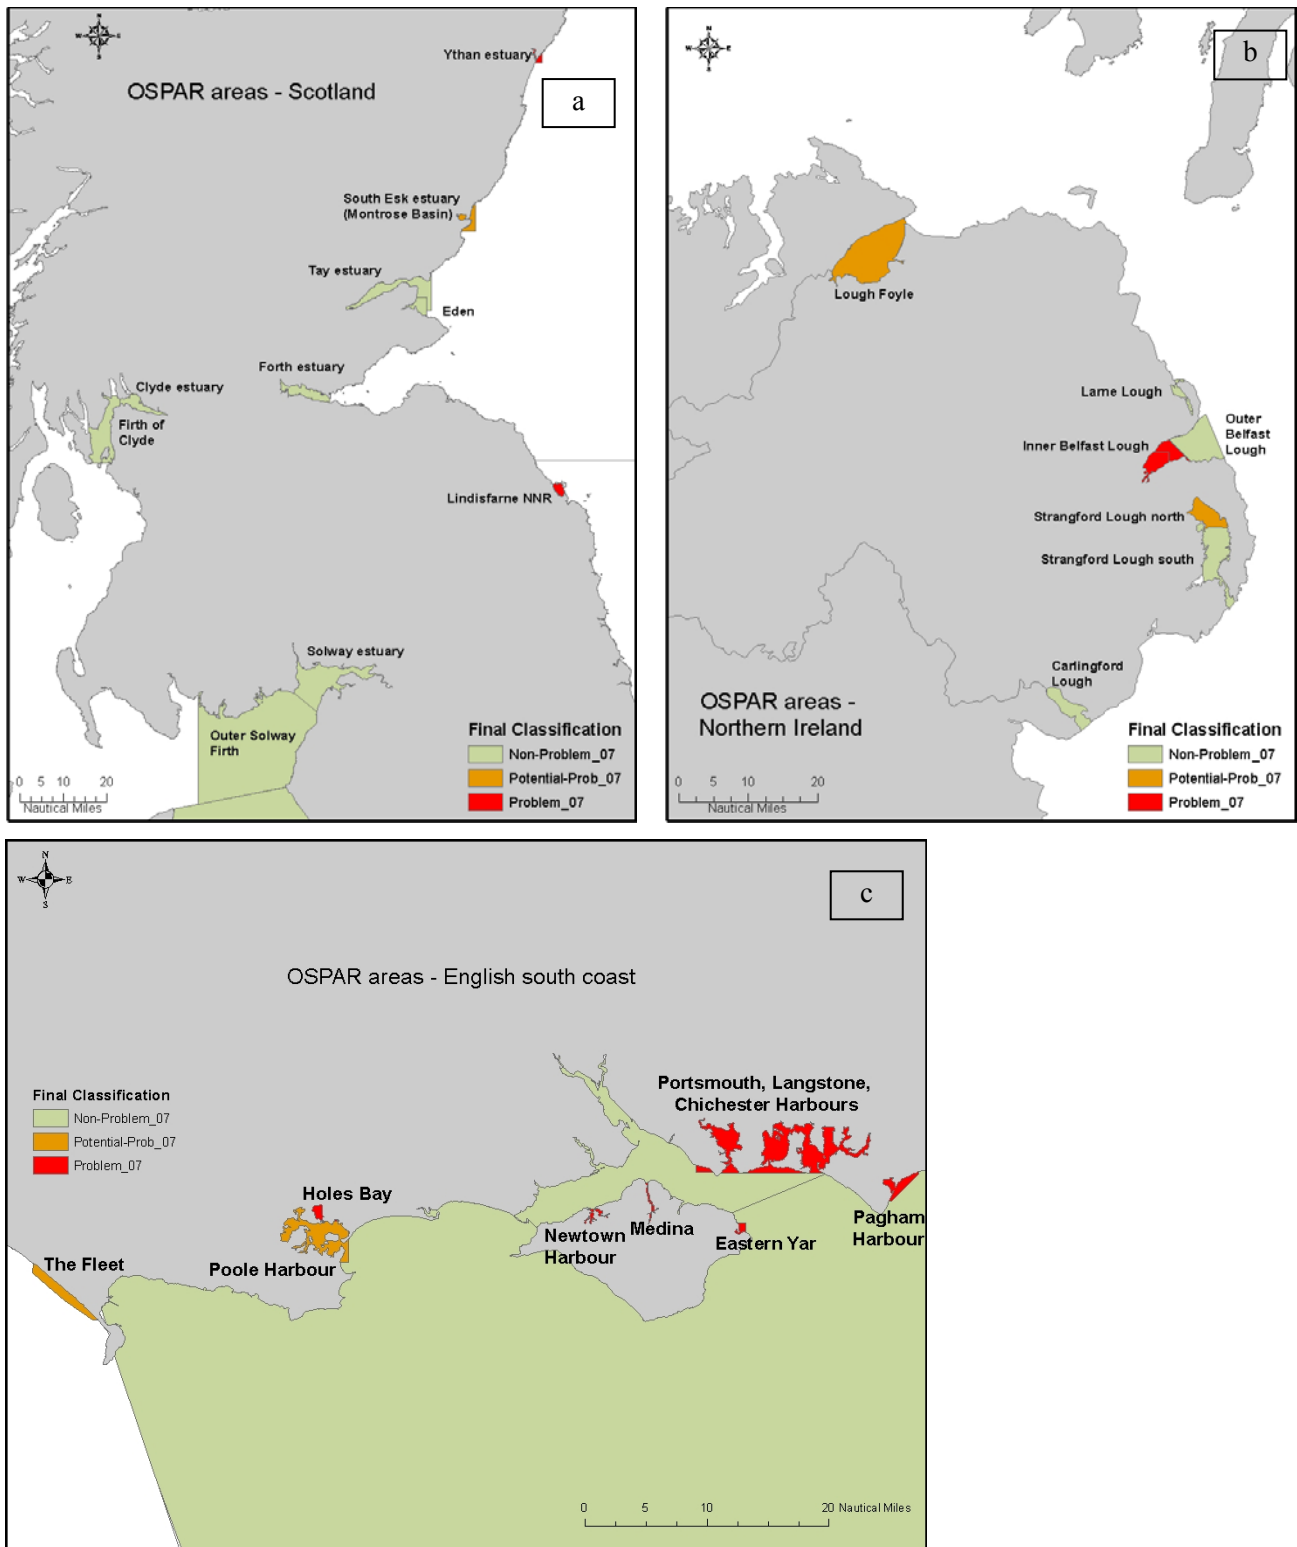 N
W E
S
Ythan estuary
OSPAR areas - Scotland
a
South Esk estuary
(Montrose Basin)
Tay estuary
Eden
Forth estuary
Clyde estuary
Firth of
Clyde
Lindisfarne NNR
Solway estuary
Outer Solway
Firth
Final Classification
Non-Problem_07
Potential-Prob_07
Problem_07
0 5 10 20
Nautical Miles
N
W E
S
b
Lough Foyle
Larne Lough
Outer
Belfast
Lough
Inner Belfast Lough
Strangford Lough north
Strangford Lough south
Carlingford
Lough
OSPAR areas -
Northern Ireland
Final Classification
Non-Problem_07
Potential-Prob_07
Problem_07
0 5 10 20
Nautical Miles
N
W E
S
c
OSPAR areas - English south coast
Final Classification
Non-Problem_07
Potential-Prob_07
Problem_07
Portsmouth, Langstone,
Chichester Harbours
Holes Bay
Poole Harbour
The Fleet
Newtown
Harbour
Medina
Eastern Yar
Pagham
Harbour
0 5 10 20 Nautical Miles